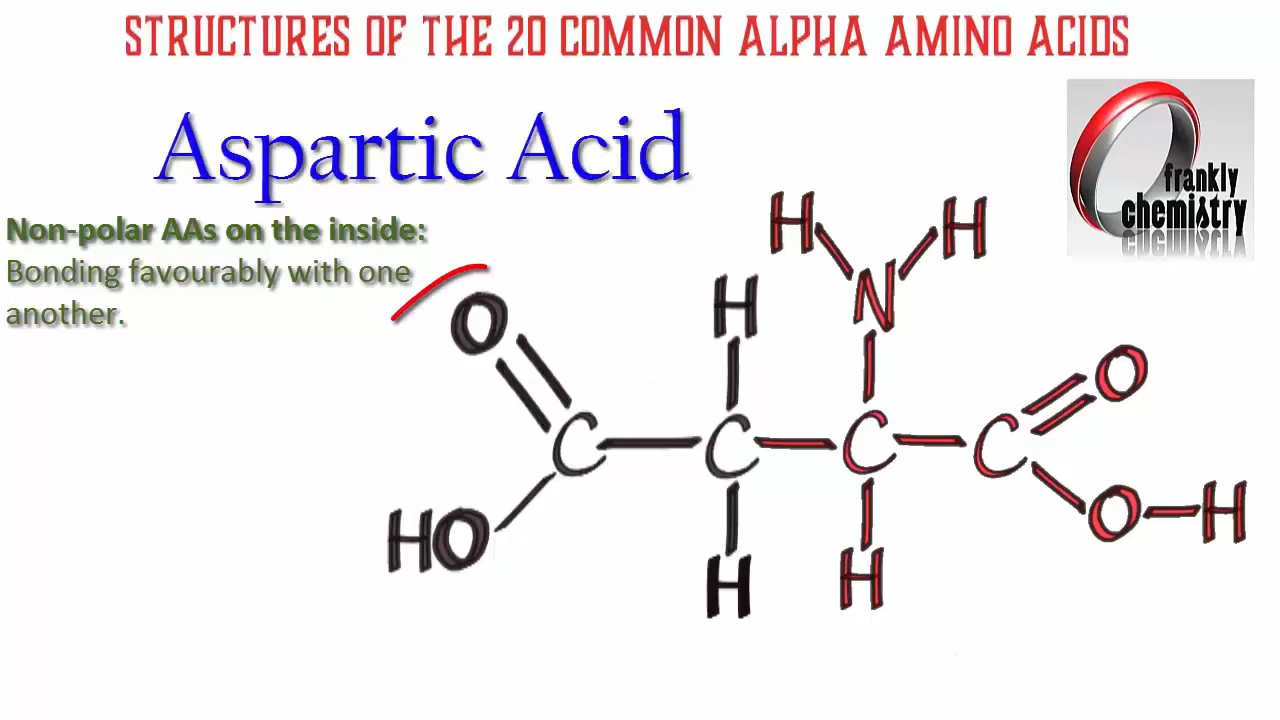 STRUCTURES OF THE 20 COMMON ALPHA AMINO ACIDS
Aspartic Acid
frankly
chemistry
Non-polar AAs on the inside:
Bonding favourably with one
another.
H H
N
H
O
O
C C C C
HO
O H
H
H